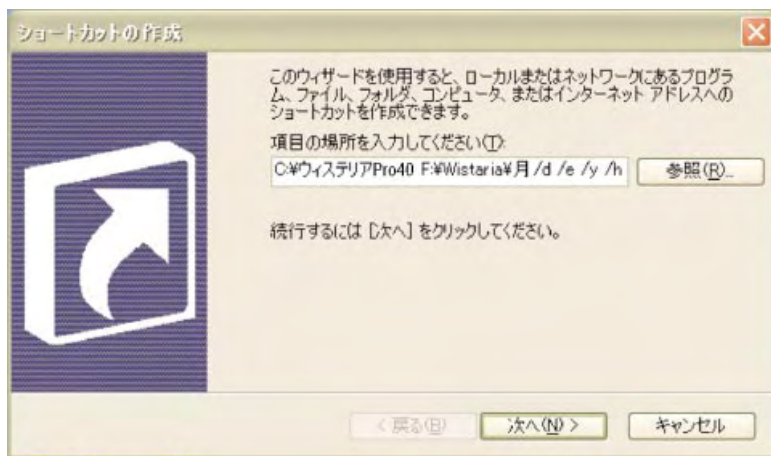 ショートカットの作成
このウィザードを使用すると、ローカルまたはネットワークにあるプログラ
ム、ファイル、フォルダ、コンピュータ、またはインターネット アドレスへの
ショートカットを作成できます。
項目の場所を入力してください(T):
C:¥ウィステリアPro40 F:¥Wistaria¥月 /d /e /y /h
参照(R)...
続行するには [次へ] をクリックしてください。
< 戻る(B)
次へ(N) >
キャンセル